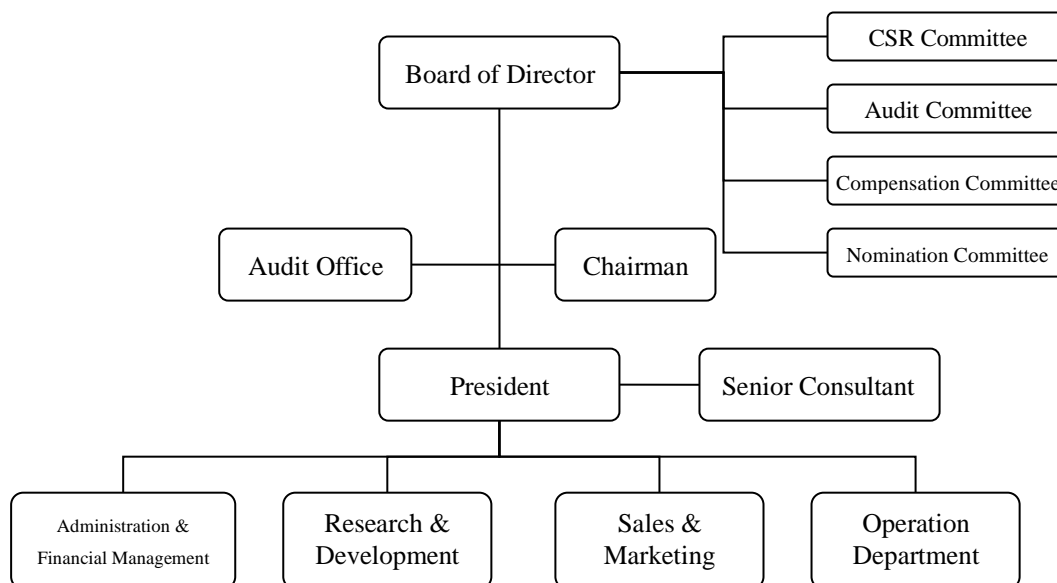 CSR Committee
Board of Director
Audit Committee
Compensation Committee
Nomination Committee
Audit Office
Chairman
President
Senior Consultant
Administration &
Financial Management
Research &
Development
Sales &
Marketing
Operation
Department